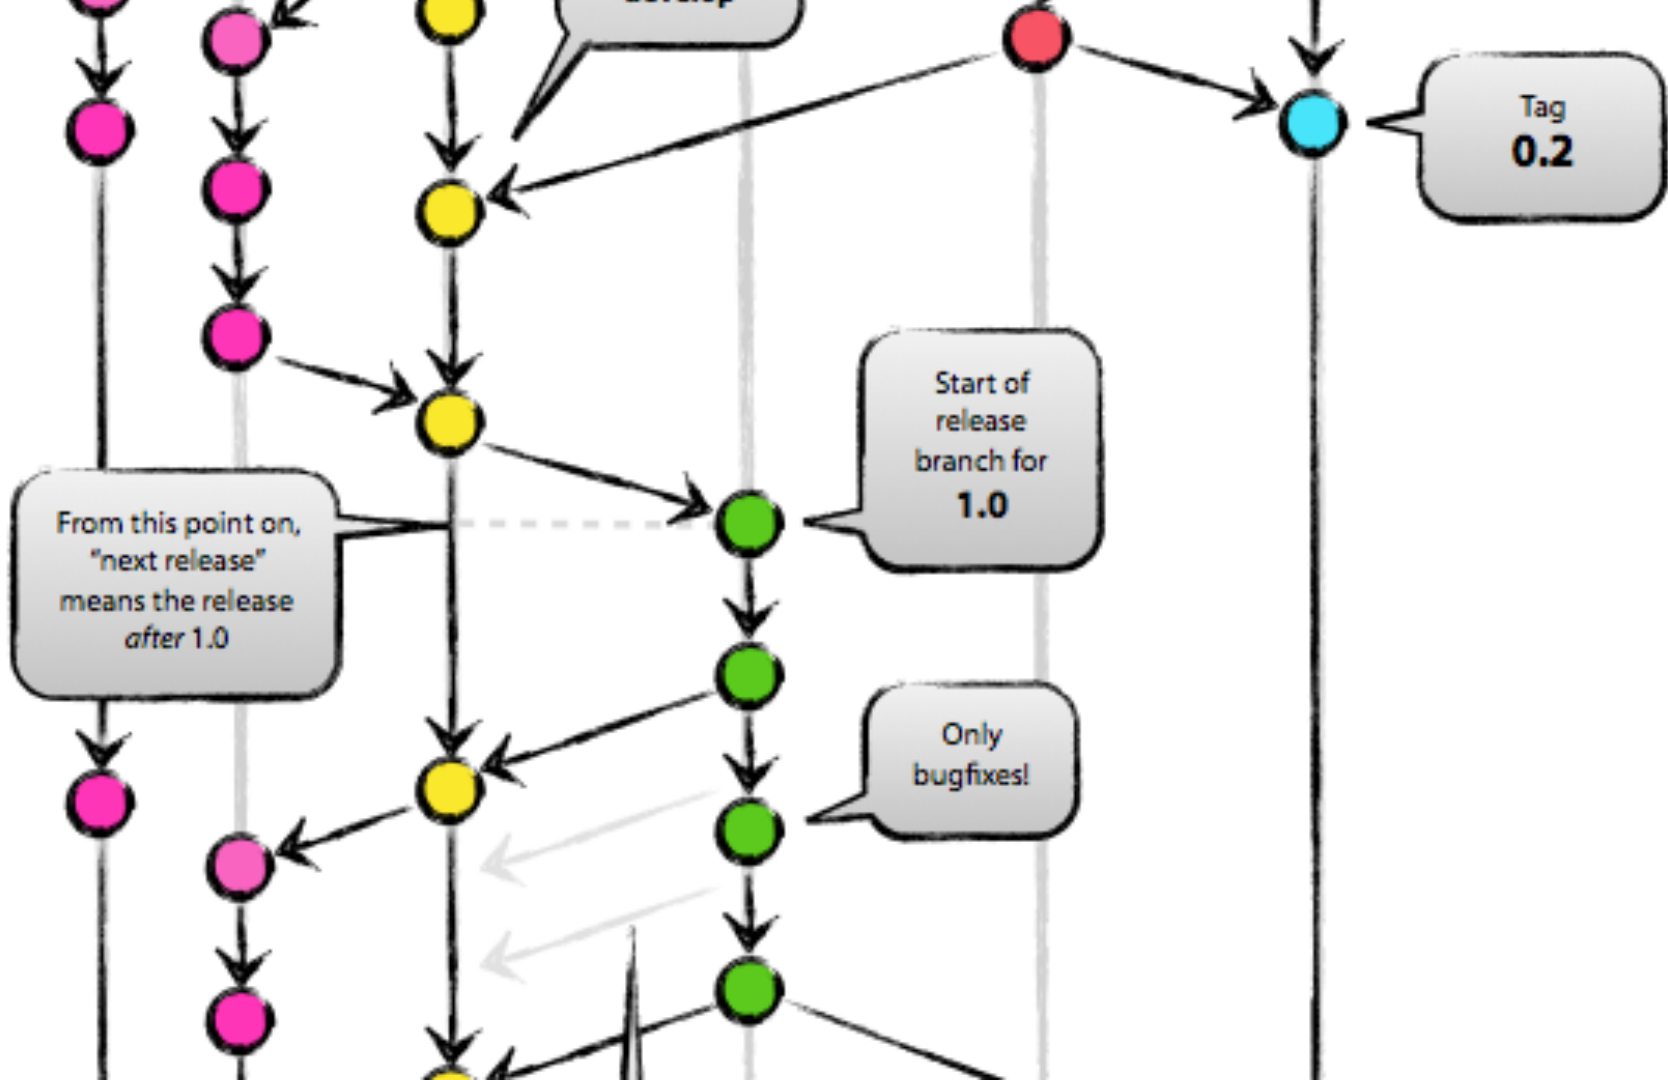 develop
Tag
0.2
Start of
release
branch for
1.0
From this point on,
“next release”
means the release
after 1.0
Only
bugfixes!